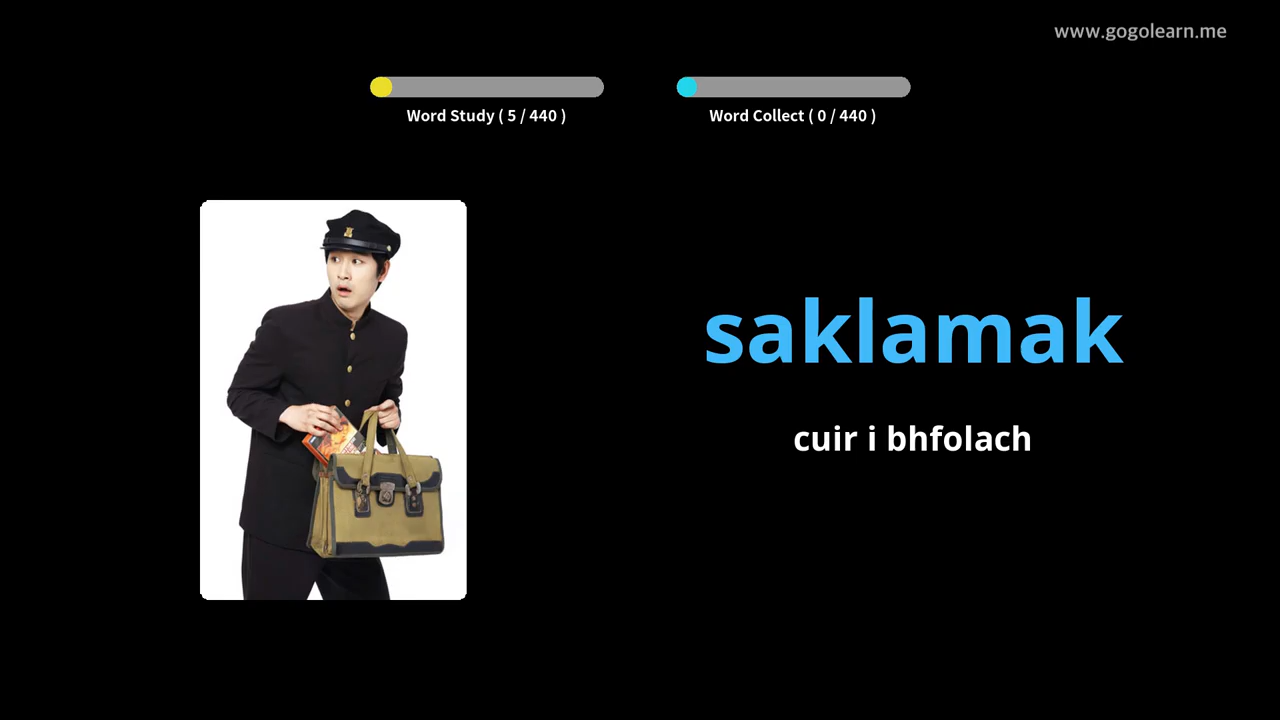 www.gogolearn.me
Word Study ( 5 / 440 )
Word Collect ( 0 / 440 )
saklamak
cuir i bhfolach